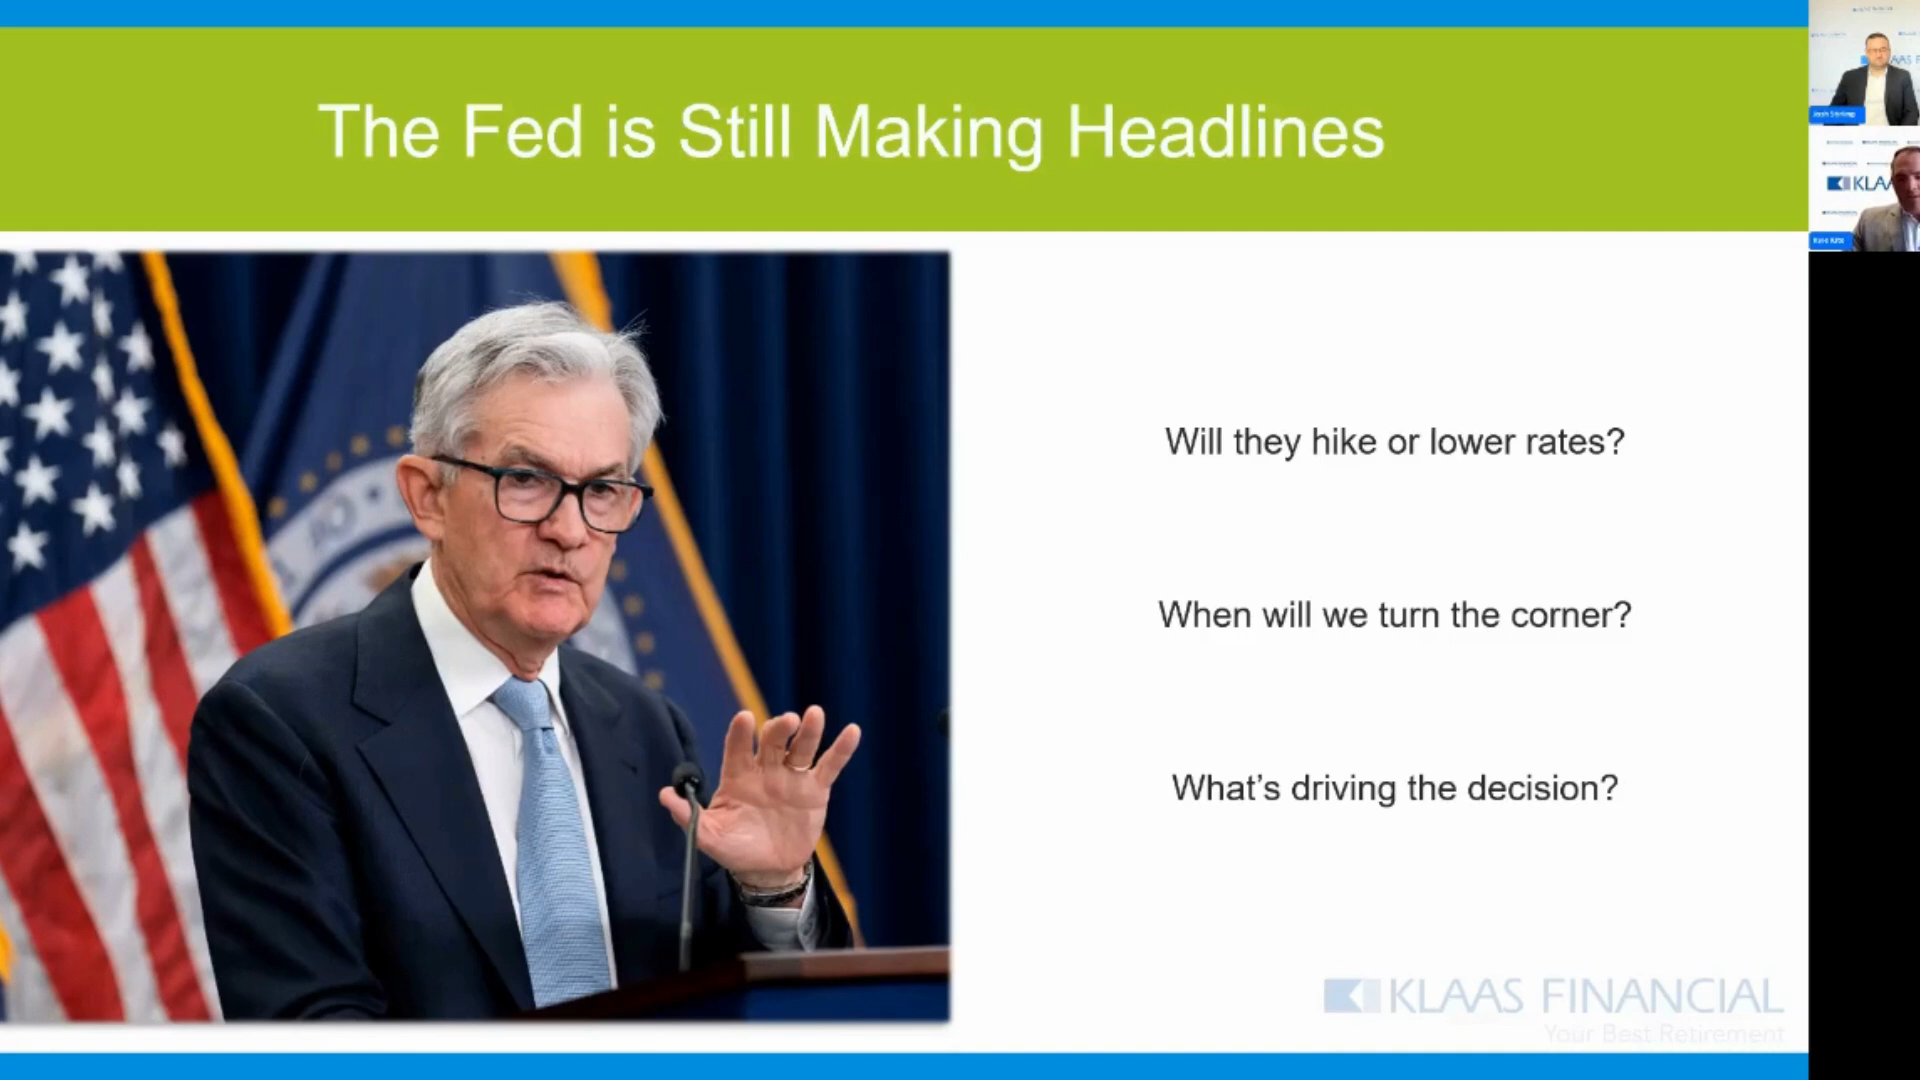 The Fed is Still Making Headlines
Will they hike or lower rates?
When will we turn the corner?
What's driving the decision?
KLAAS FINANCIAL
Your Best Retirement
KLAA